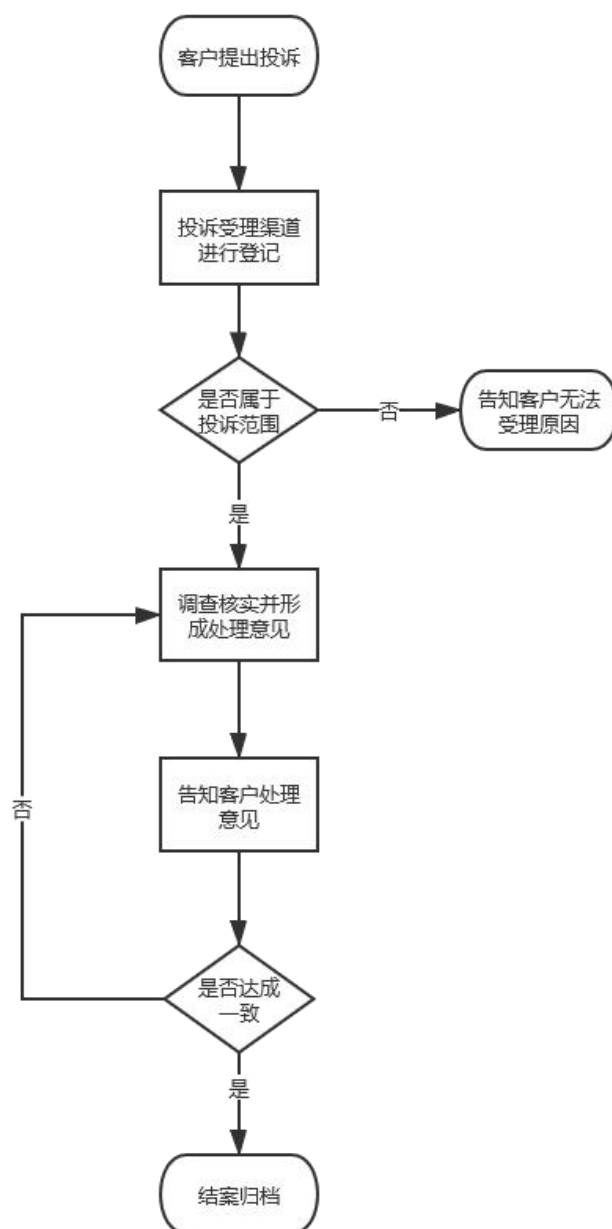 客户提出投诉
投诉受理渠道
进行登记
是否属于
投诉范围
否
告知客户无法
受理原因
是
调查核实并形
成处理意见
告知客户处理
意见
否
是否达成
一致
是
结案归档